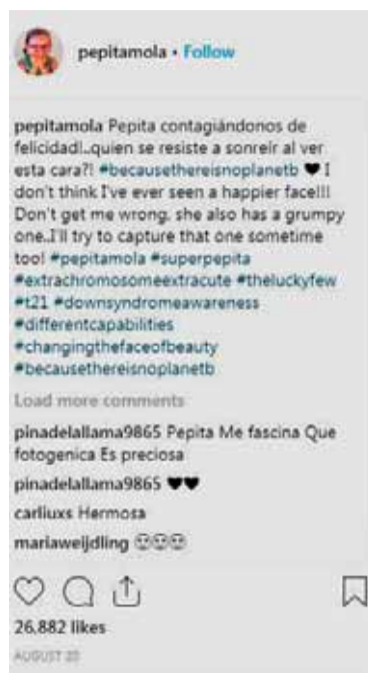 pepitamola • Follow
pepitamola Pepita contagiándonos de
felicidad!..quien se resiste a sonreír al ver
esta cara?! #becausethereisnoplanetb 🖤 I
don't think I've ever seen a happier face!!!
Don't get me wrong, she also has a grumpy
one..I'll try to capture that one sometime
too! #pepitamola #superpepita
#extrachromosomeextracute #theluckyfew
#t21 #downsyndromeawareness
#differentcapabilities
#changingthefaceofbeauty
#becausethereisnoplanetb
Load more comments
pinadelallama9865 Pepita Me fascina Que
fotogenica Es preciosa
pinadelallama9865 🖤🖤
carliuxs Hermosa
mariaweijdling 😍😍😍
26,882 likes